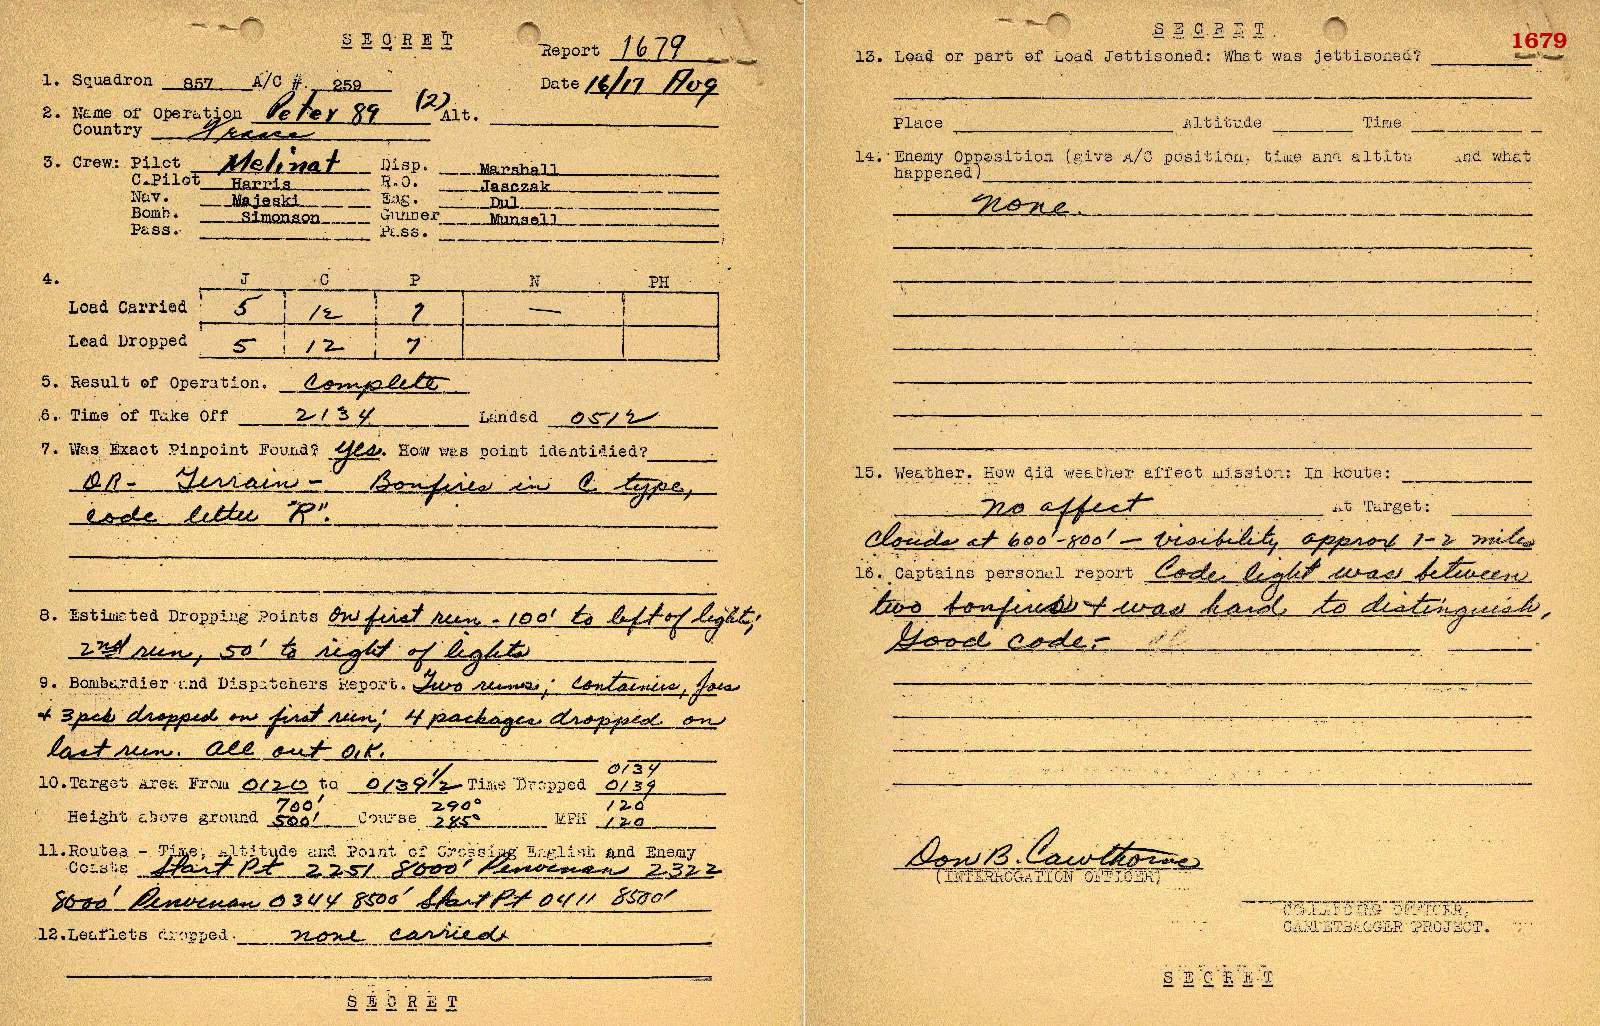 SECRET
Report 1679
1. Squadron 857 A/C # 259 Date 16/17 Aug
2. Name of Operation Peter 89 (2) Alt.
Country France
3. Crew: Pilot Melinat Disp. Marshall
C.Pilot Harris R.O. Jasczak
Nav. Majeski Eng. Dul
Bomb. Simonson Gunner Munsell
Pass. Pass.
4. J C P N PH
Load Carried 5 12 7 —
Load Dropped 5 12 7
5. Result of Operation. Complete
6. Time of Take Off 2134 Landed 0512
7. Was Exact Pinpoint Found? Yes. How was point identidied?
DR - Terrain - Bonfires in C type,
code letter "R".
8. Estimated Dropping Points On first run - 100' to left of lights;
2nd run, 50' to right of lights
9. Bombardier and Dispatchers Report. Two runs; containers, Joes
+ 3 pck dropped on first run; 4 packages dropped on
last run. All out O.K.
0134
10. Target Area From 0120 to 0139 1/2 Time Dropped 0139
700' 290° 120
Height above ground 500' Course 285° MPH 120
11. Routes - Time, Altitude and Point of Crossing English and Enemy
Coasts Start Pt 2251 8000' Penvenan 2322
8000' Penvenan 0344 8500' Start Pt 0411 8500'
12. Leaflets dropped. none carried
SECRET
SECRET
1679
13. Load or part of Load Jettisoned: What was jettisoned?
Place Altitude Time
14. Enemy Opposition (give A/C position, time and altitu and what
happened)
None.
15. Weather. How did weather affect mission: In Route:
No affect At Target:
Clouds at 600'-800' - visibility approx 1-2 miles
16. Captains personal report Code light was between
two bonfires + was hard to distinguish,
Good code.-
Don B. Cawthorne
(INTERROGATION OFFICER)
COMMANDING OFFICER,
CARPETBAGGER PROJECT.
SECRET